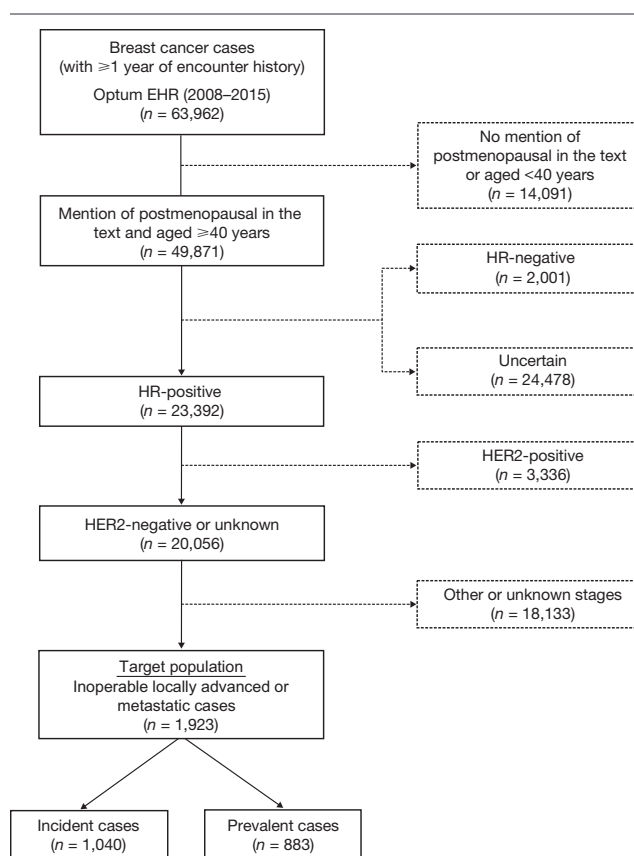 Breast cancer cases
(with ⩾1 year of encounter history)
Optum EHR (2008–2015)
(n = 63,962)
No mention of
postmenopausal in the text
or aged <40 years
(n = 14,091)
Mention of postmenopausal in the
text and aged ⩾40 years
(n = 49,871)
HR-negative
(n = 2,001)
Uncertain
(n = 24,478)
HR-positive
(n = 23,392)
HER2-positive
(n = 3,336)
HER2-negative or unknown
(n = 20,056)
Other or unknown stages
(n = 18,133)
Target population
Inoperable locally advanced or
metastatic cases
(n = 1,923)
Incident cases
(n = 1,040)
Prevalent cases
(n = 883)